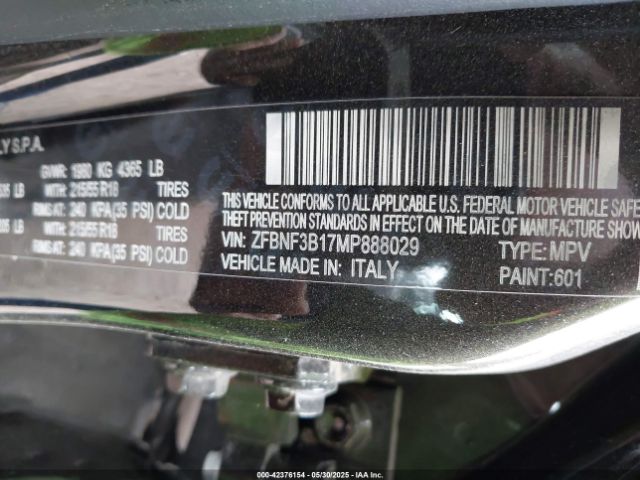 LY S.P.A.
GVWR: 1980 KG 4365 LB
LB WITH: 215/55 R18 TIRES
RIMS AT: 240 KPA(35 PSI) COLD
LB WITH: 215/55 R18 TIRES
RIMS AT: 240 KPA(35 PSI) COLD
THIS VEHICLE CONFORMS TO ALL APPLICABLE U.S. FEDERAL MOTOR VEHICLE SAFE
THEFT PREVENTION STANDARDS IN EFFECT ON THE DATE OF MANUFACTURE SHOW
VIN: ZFBNF3B17MP888029 TYPE: MPV
VEHICLE MADE IN: ITALY PAINT:601
000-42376154 - 05/30/2025 - IAA Inc.